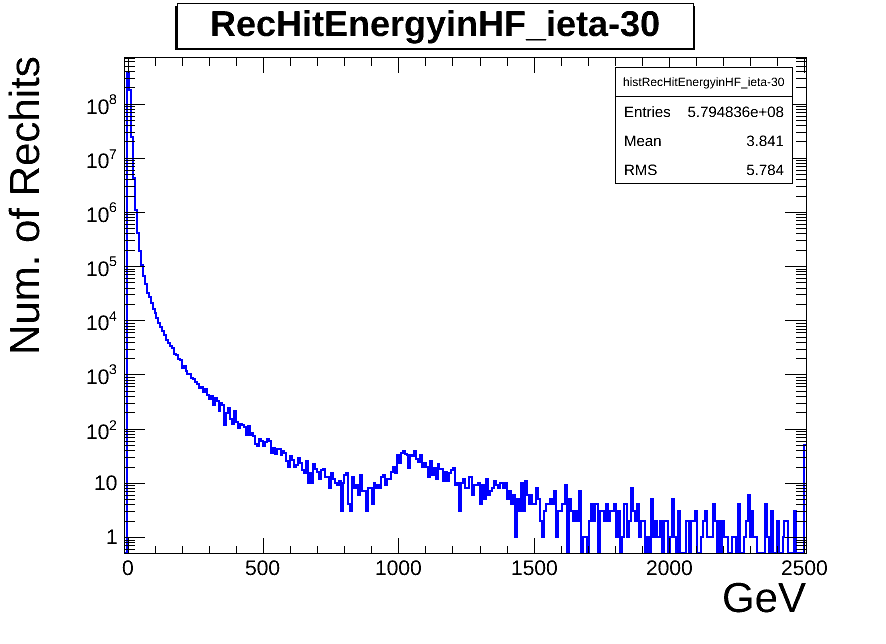 RecHitEnergyinHF_ieta-30
Num. of Rechits
histRecHitEnergyinHF_ieta-30
Entries 5.794836e+08
Mean 3.841
RMS 5.784
10^8
10^7
10^6
10^5
10^4
10^3
10^2
10
1
0 500 1000 1500 2000 2500
GeV